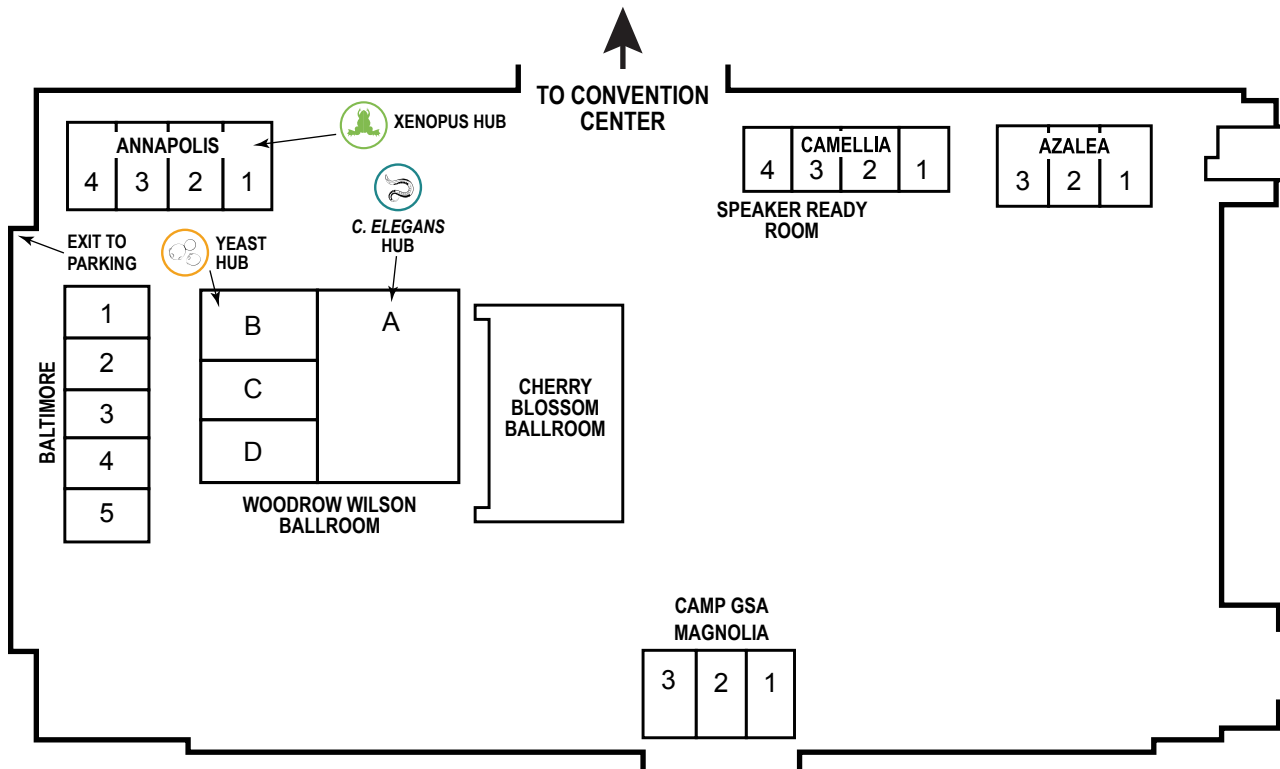 TO CONVENTION
CENTER
XENOPUS HUB
ANNAPOLIS
4 3 2 1
CAMELLIA
4 3 2 1
AZALEA
3 2 1
SPEAKER READY
ROOM
C. ELEGANS
HUB
EXIT TO
PARKING
YEAST
HUB
BALTIMORE
1
2
3
4
5
B
A
C
D
WOODROW WILSON
BALLROOM
CHERRY
BLOSSOM
BALLROOM
CAMP GSA
MAGNOLIA
3 2 1